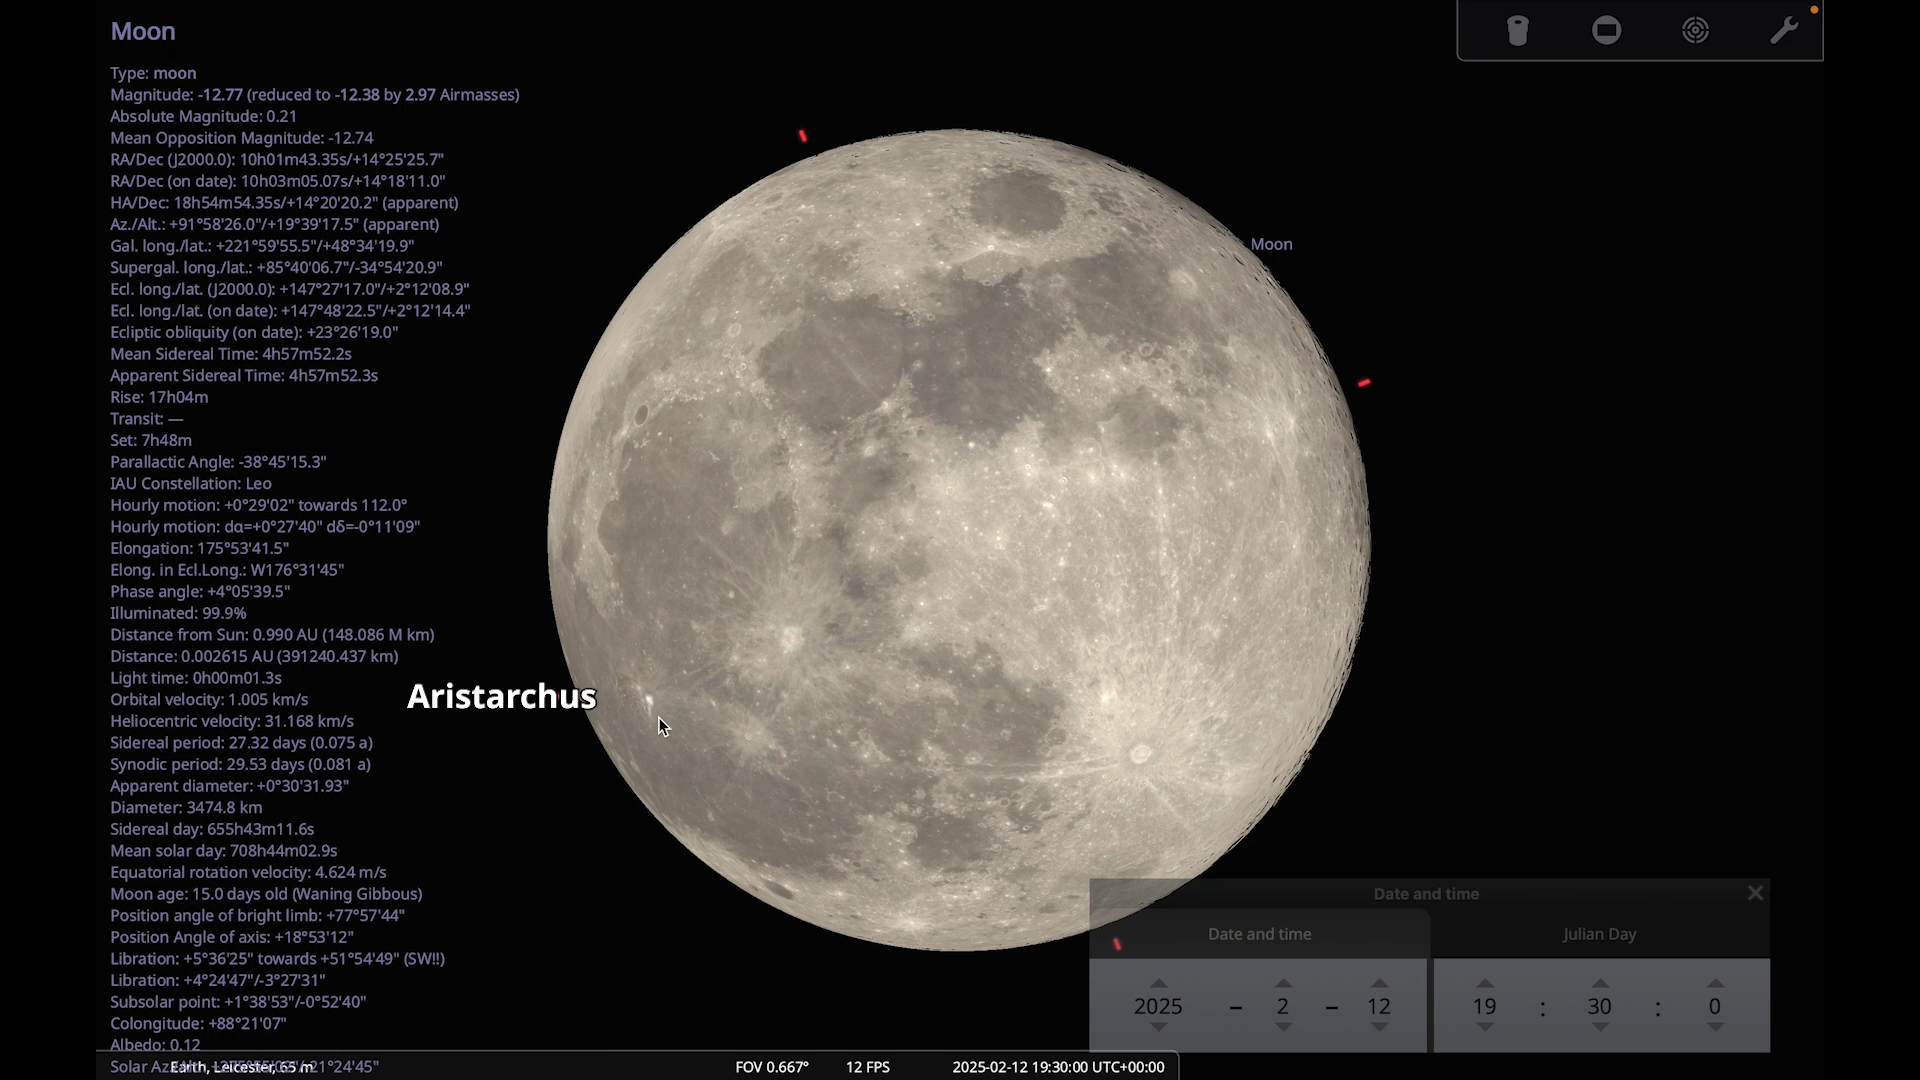 Moon
Type: moon
Magnitude: -12.77 (reduced to -12.38 by 2.97 Airmasses)
Absolute Magnitude: 0.21
Mean Opposition Magnitude: -12.74
RA/Dec (J2000.0): 10h01m43.35s/+14°25'25.7"
RA/Dec (on date): 10h03m05.07s/+14°18'11.0"
HA/Dec: 18h54m54.35s/+14°20'20.2" (apparent)
Az./Alt.: +91°58'26.0"/+19°39'17.5" (apparent)
Gal. long./lat.: +221°59'55.5"/+48°34'19.9"
Supergal. long./lat.: +85°40'06.7"/-34°54'20.9"
Ecl. long./lat. (J2000.0): +147°27'17.0"/+2°12'08.9"
Ecl. long./lat. (on date): +147°48'22.5"/+2°12'14.4"
Ecliptic obliquity (on date): +23°26'19.0"
Mean Sidereal Time: 4h57m52.2s
Apparent Sidereal Time: 4h57m52.3s
Rise: 17h04m
Transit: —
Set: 7h48m
Parallactic Angle: -38°45'15.3"
IAU Constellation: Leo
Hourly motion: +0°29'02" towards 112.0°
Hourly motion: dα=+0°27'40" dδ=-0°11'09"
Elongation: 175°53'41.5"
Elong. in Ecl.Long.: W176°31'45"
Phase angle: +4°05'39.5"
Illuminated: 99.9%
Distance from Sun: 0.990 AU (148.086 M km)
Distance: 0.002615 AU (391240.437 km)
Light time: 0h00m01.3s
Orbital velocity: 1.005 km/s
Heliocentric velocity: 31.168 km/s
Sidereal period: 27.32 days (0.075 a)
Synodic period: 29.53 days (0.081 a)
Apparent diameter: +0°30'31.93"
Diameter: 3474.8 km
Sidereal day: 655h43m11.6s
Mean solar day: 708h44m02.9s
Equatorial rotation velocity: 4.624 m/s
Moon age: 15.0 days old (Waning Gibbous)
Position angle of bright limb: +77°57'44"
Position Angle of axis: +18°53'12"
Libration: +5°36'25" towards +51°54'49" (SW!!)
Libration: +4°24'47"/-3°27'31"
Subsolar point: +1°38'53"/-0°52'40"
Colongitude: +88°21'07"
Albedo: 0.12
Solar Az
Moon
Aristarchus
Date and time
Date and time
Julian Day
2025 – 2 – 12
19 : 30 : 0
Earth, Leicester, 65 m
FOV 0.667°
12 FPS
2025-02-12 19:30:00 UTC+00:00